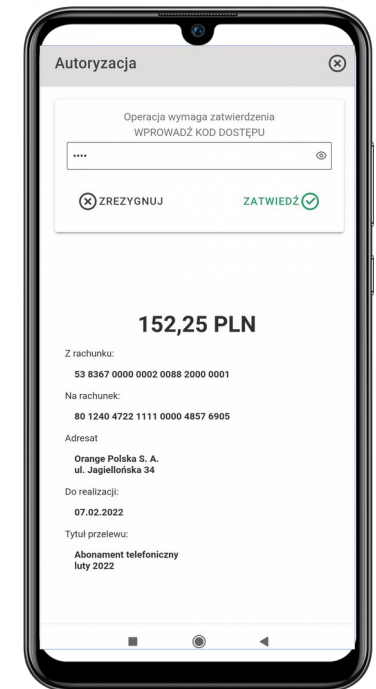 Autoryzacja
Operacja wymaga zatwierdzenia
WPROWADŹ KOD DOSTĘPU
••••
ZREZYGNUJ
ZATWIEDŹ
152,25 PLN
Z rachunku:
53 8367 0000 0002 0088 2000 0001
Na rachunek:
80 1240 4722 1111 0000 4857 6905
Adresat
Orange Polska S. A.
ul. Jagiellońska 34
Do realizacji:
07.02.2022
Tytuł przelewu:
Abonament telefoniczny
luty 2022